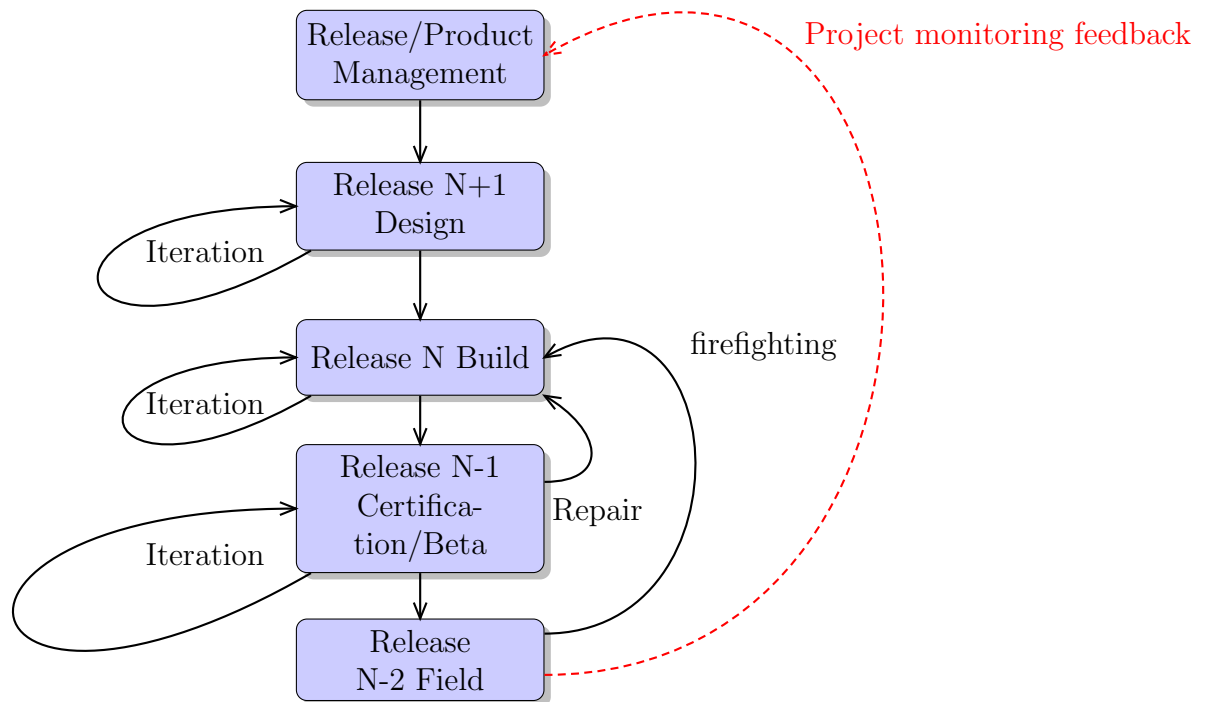 Release/Product
Management
Project monitoring feedback
Release N+1
Design
Iteration
firefighting
Release N Build
Iteration
Release N-1
Certifica-
tion/Beta
Repair
Iteration
Release
N-2 Field